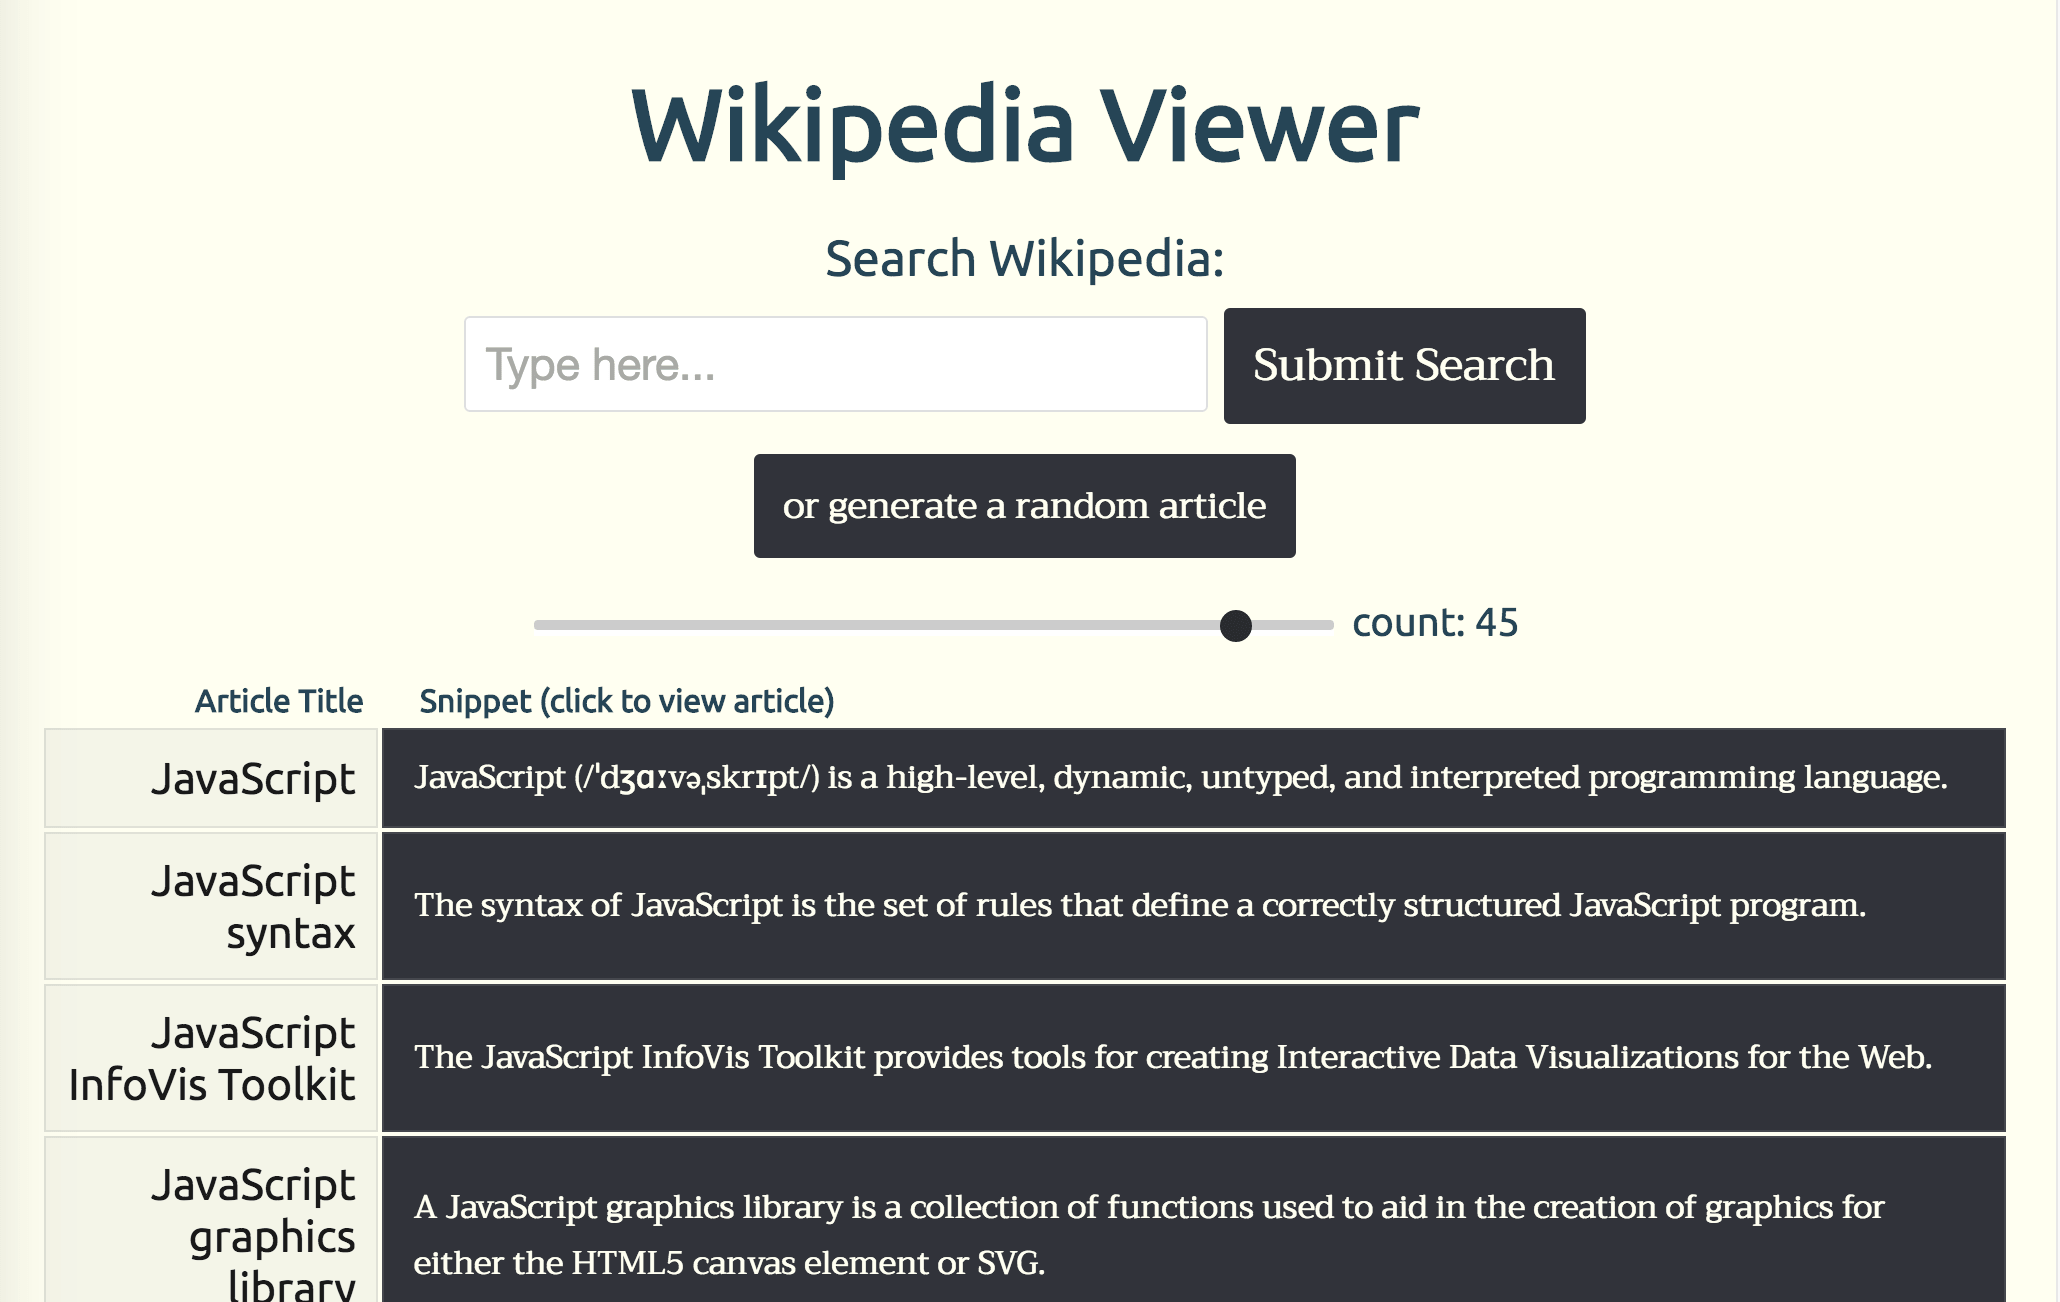 Wikipedia Viewer
Search Wikipedia:
Type here...
Submit Search
or generate a random article
count: 45
Article Title
Snippet (click to view article)
JavaScript
JavaScript (/ˈdʒɑːvəˌskrɪpt/) is a high-level, dynamic, untyped, and interpreted programming language.
JavaScript
syntax
The syntax of JavaScript is the set of rules that define a correctly structured JavaScript program.
JavaScript
InfoVis Toolkit
The JavaScript InfoVis Toolkit provides tools for creating Interactive Data Visualizations for the Web.
JavaScript
graphics
library
A JavaScript graphics library is a collection of functions used to aid in the creation of graphics for
either the HTML5 canvas element or SVG.